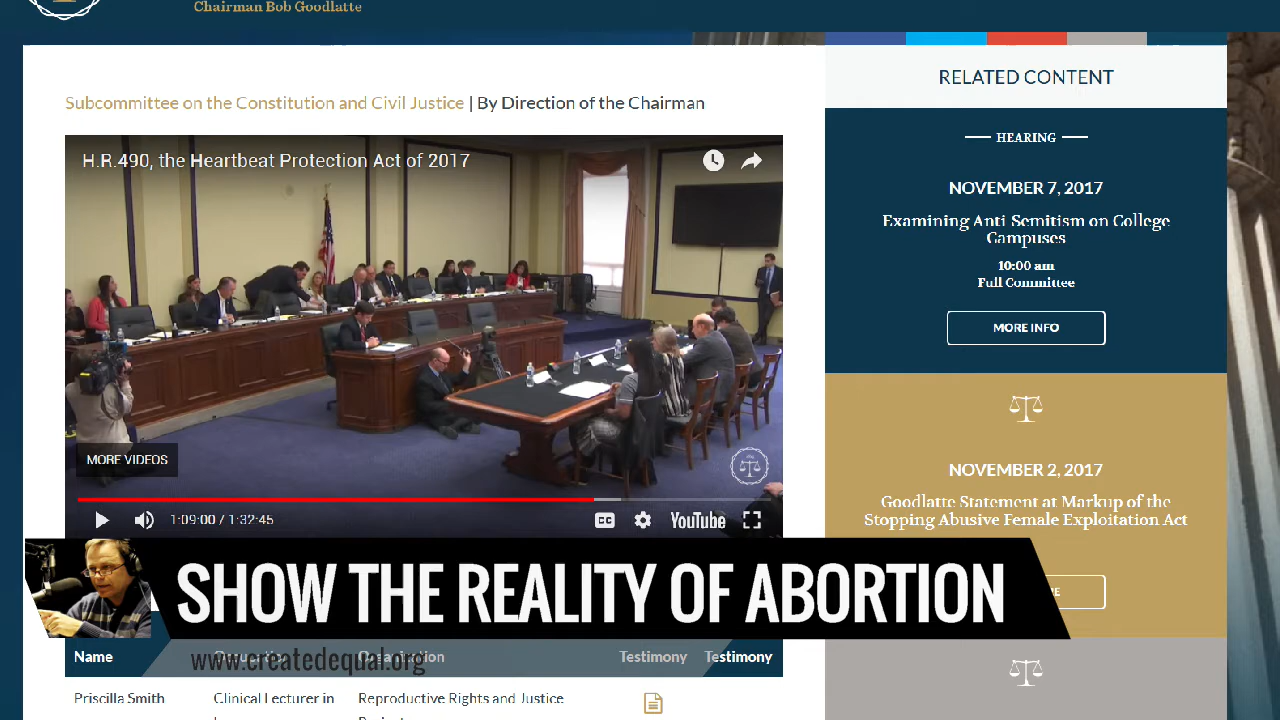 Chairman Bob Goodlatte
Subcommittee on the Constitution and Civil Justice | By Direction of the Chairman
H.R.490, the Heartbeat Protection Act of 2017
MORE VIDEOS
1:09:00 / 1:32:45
CC
YouTube
RELATED CONTENT
HEARING
NOVEMBER 7, 2017
Examining Anti-Semitism on College
Campuses
10:00 am
Full Committee
MORE INFO
NOVEMBER 2, 2017
Goodlatte Statement at Markup of the
Stopping Abusive Female Exploitation Act
SHOW THE REALITY OF ABORTION
www.createdequal.org
Name Testimony Testimony
Priscilla Smith Clinical Lecturer in Reproductive Rights and Justice